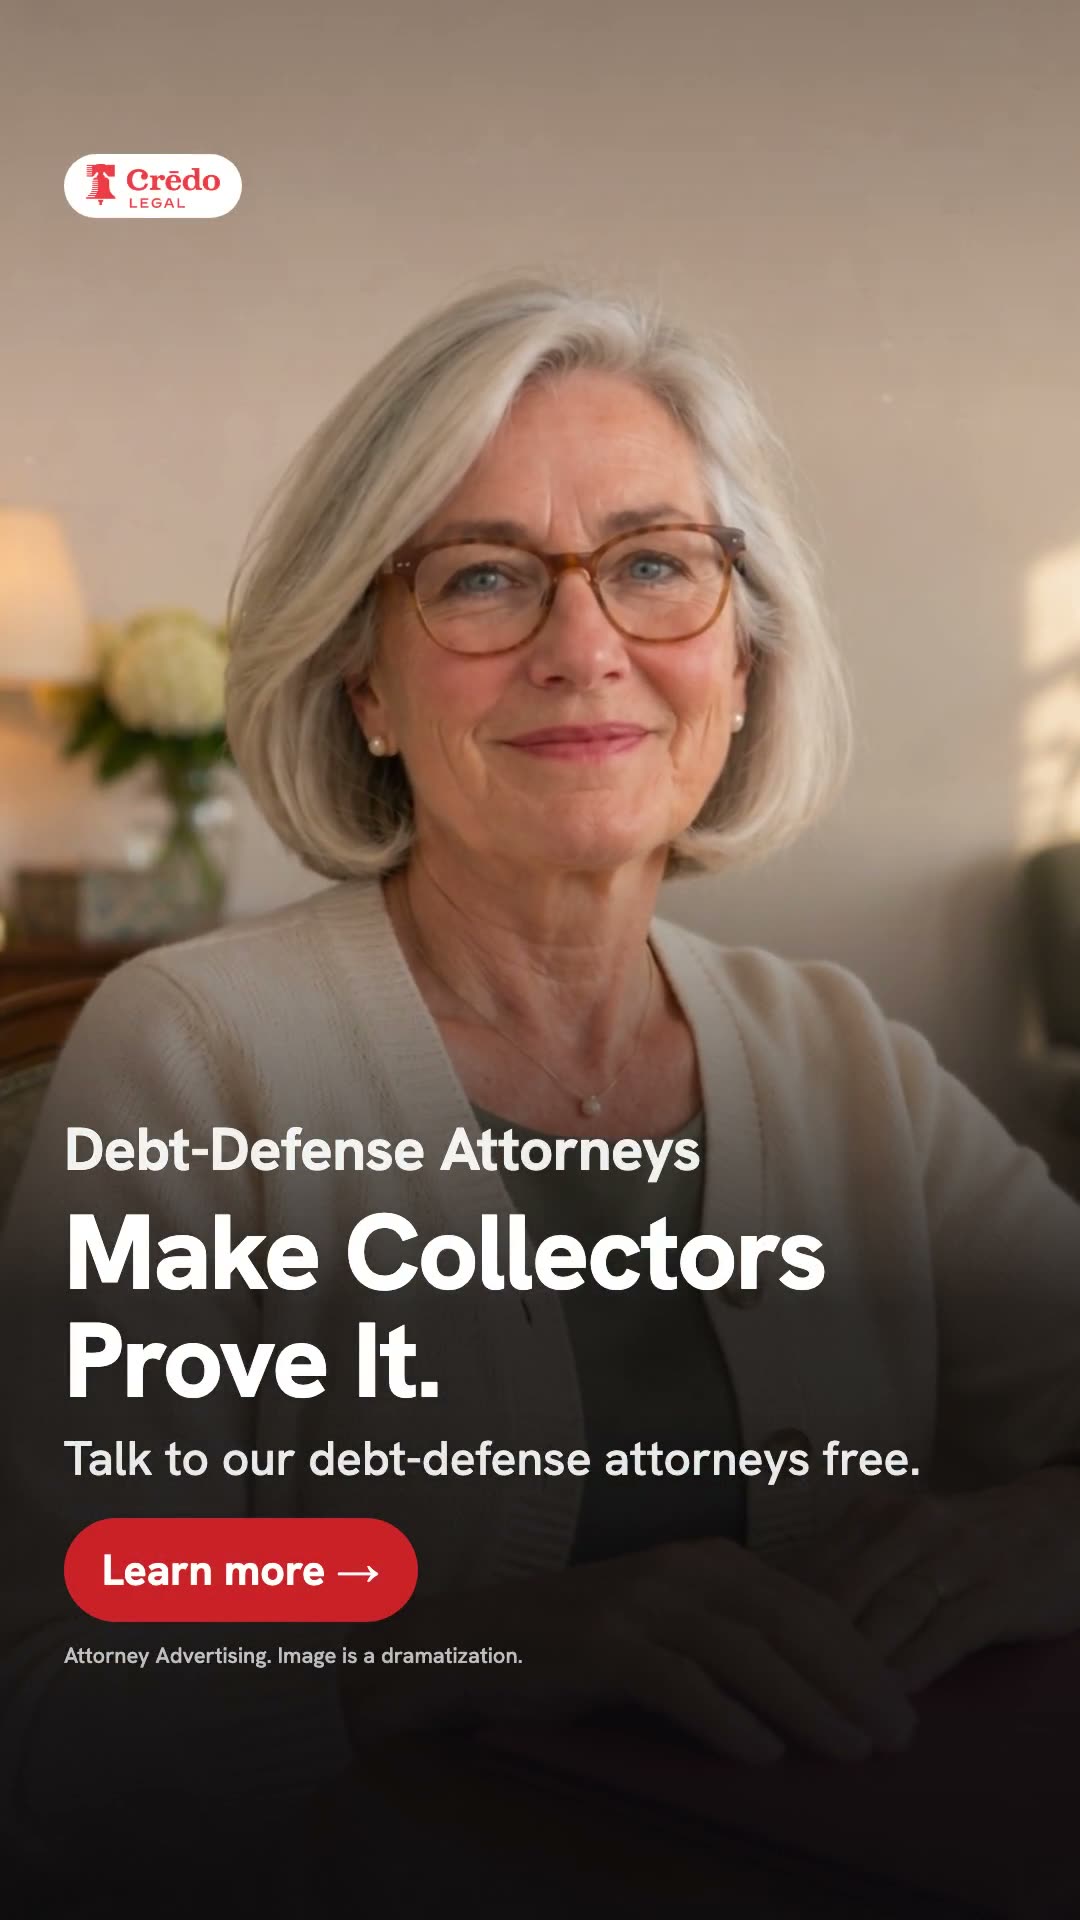 Crēdo
LEGAL
Debt-Defense Attorneys
Make Collectors
Prove It.
Talk to our debt-defense attorneys free.
Learn more →
Attorney Advertising. Image is a dramatization.